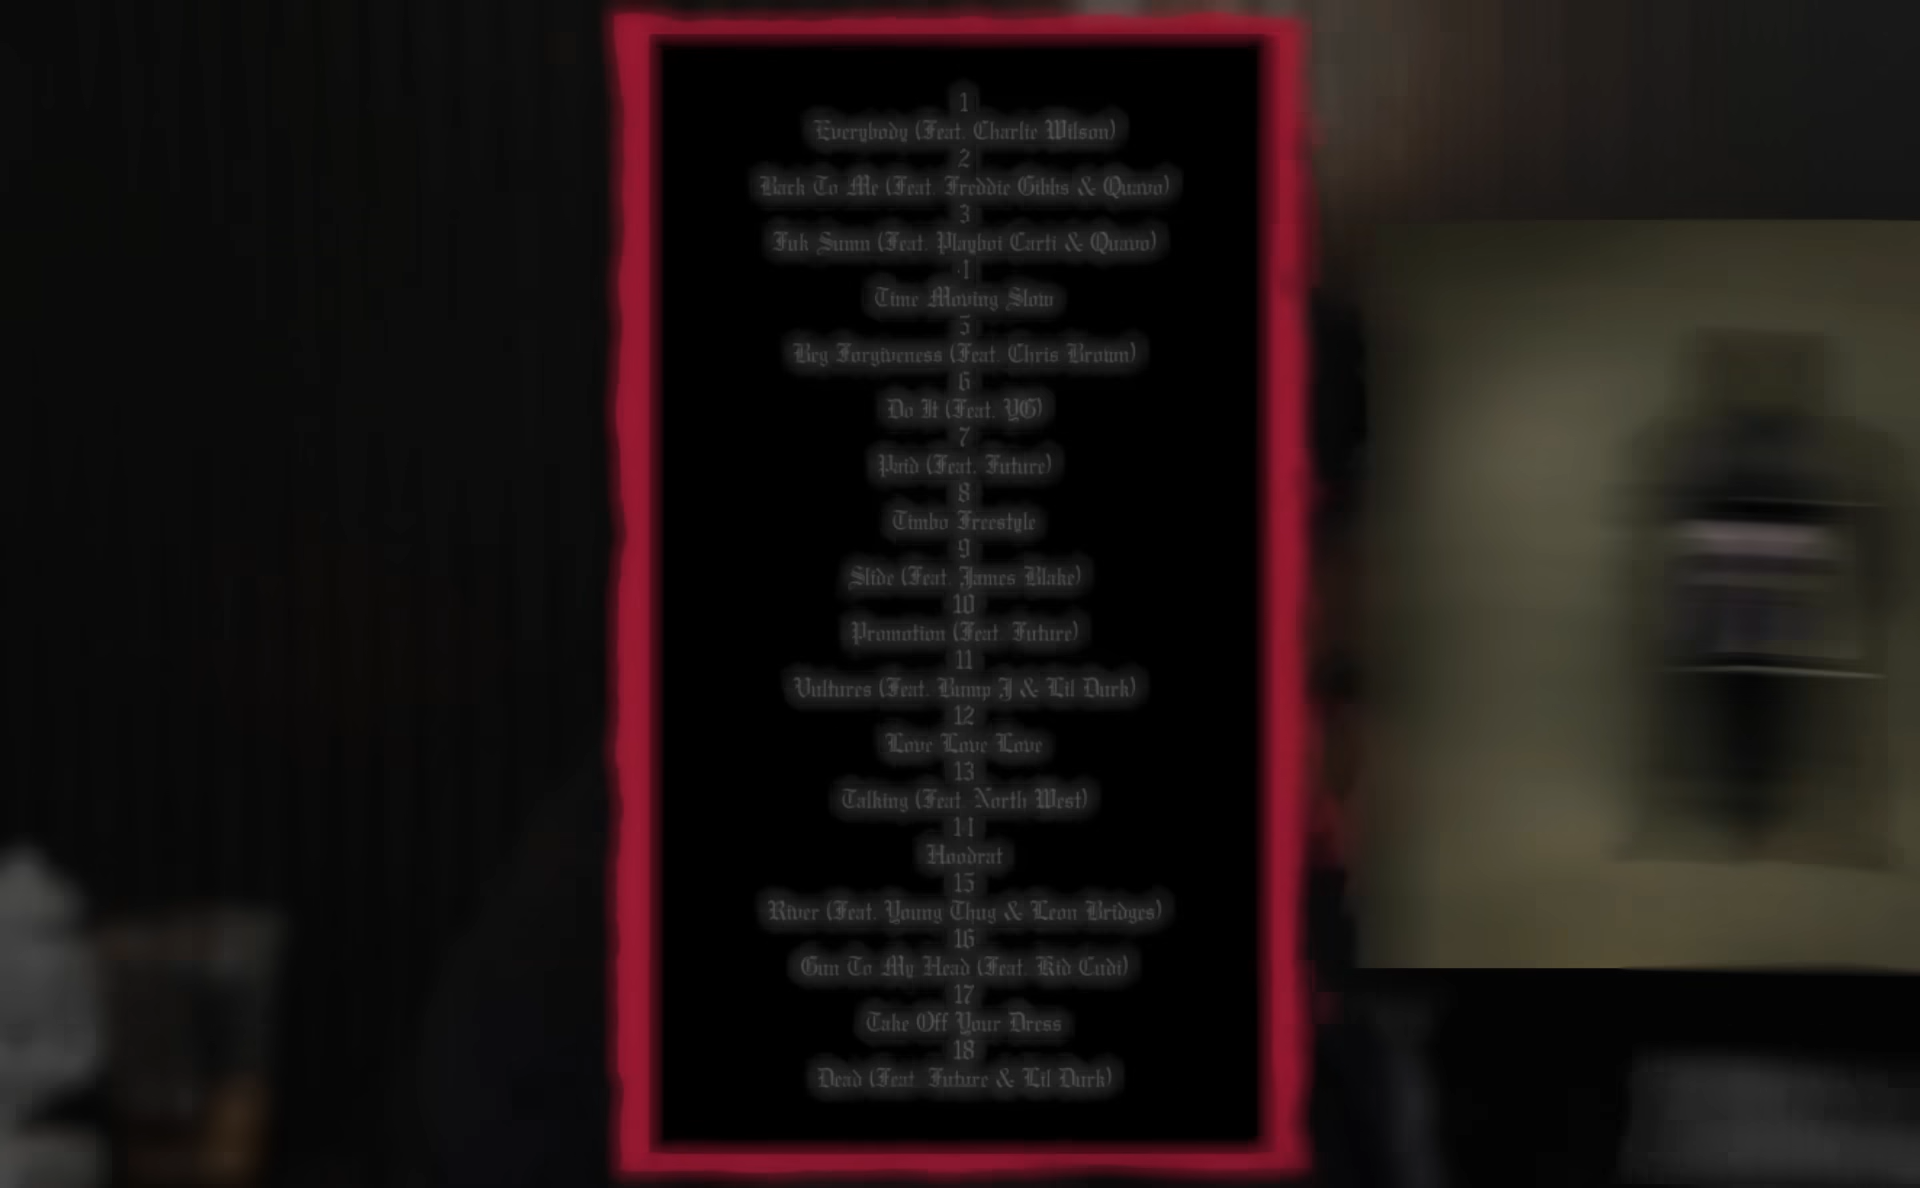 1
Everybody (Feat. Charlie Wilson)
2
Back To Me (Feat. Freddie Gibbs & Quavo)
3
Fuk Sumn (Feat. Playboi Carti & Quavo)
4
Time Moving Slow
5
Beg Forgiveness (Feat. Chris Brown)
6
Do It (Feat. YG)
7
Paid (Feat. Future)
8
Timbo Freestyle
9
Slide (Feat. James Blake)
10
Promotion (Feat. Future)
11
Vultures (Feat. Bump J & Lil Durk)
12
Love Love Love
13
Talking (Feat. North West)
14
Hoodrat
15
River (Feat. Young Thug & Leon Bridges)
16
Gun To My Head (Feat. Kid Cudi)
17
Take Off Your Dress
18
Dead (Feat. Future & Lil Durk)